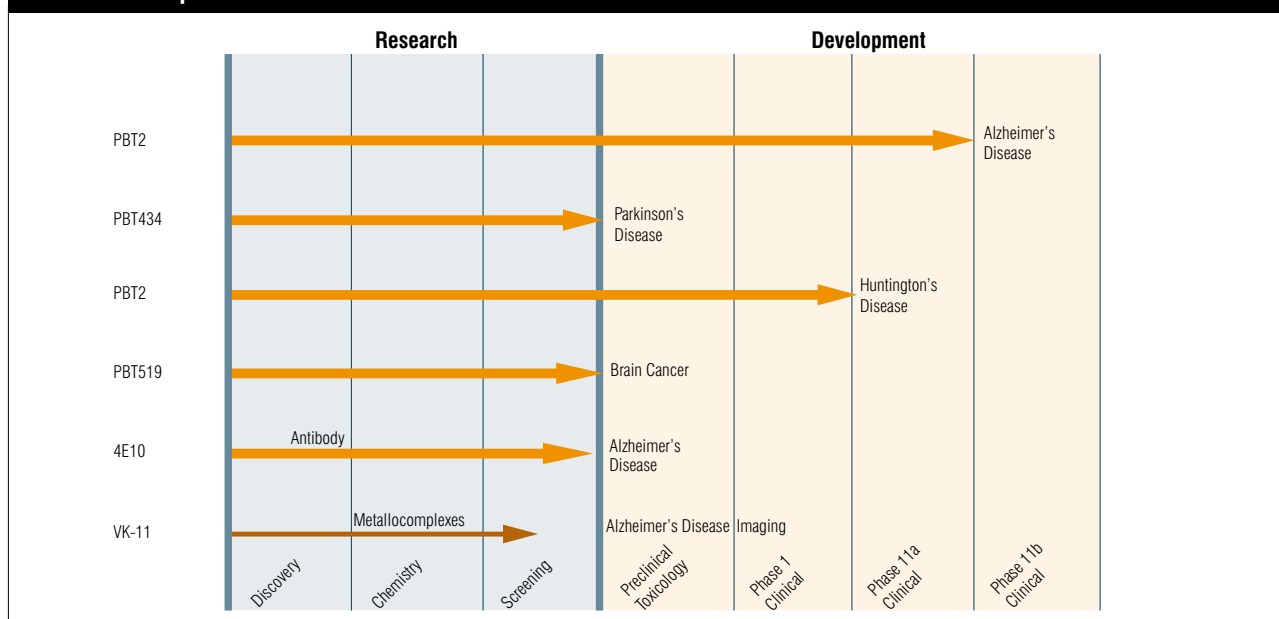 Research
Development
PBT2
Alzheimer's
Disease
PBT434
Parkinson's
Disease
PBT2
Huntington's
Disease
PBT519
Brain Cancer
4E10
Antibody
Alzheimer's
Disease
VK-11
Metallocomplexes
Alzheimer's Disease Imaging
Discovery
Chemistry
Screening
Preclinical
Toxicology
Phase 1
Clinical
Phase 11a
Clinical
Phase 11b
Clinical